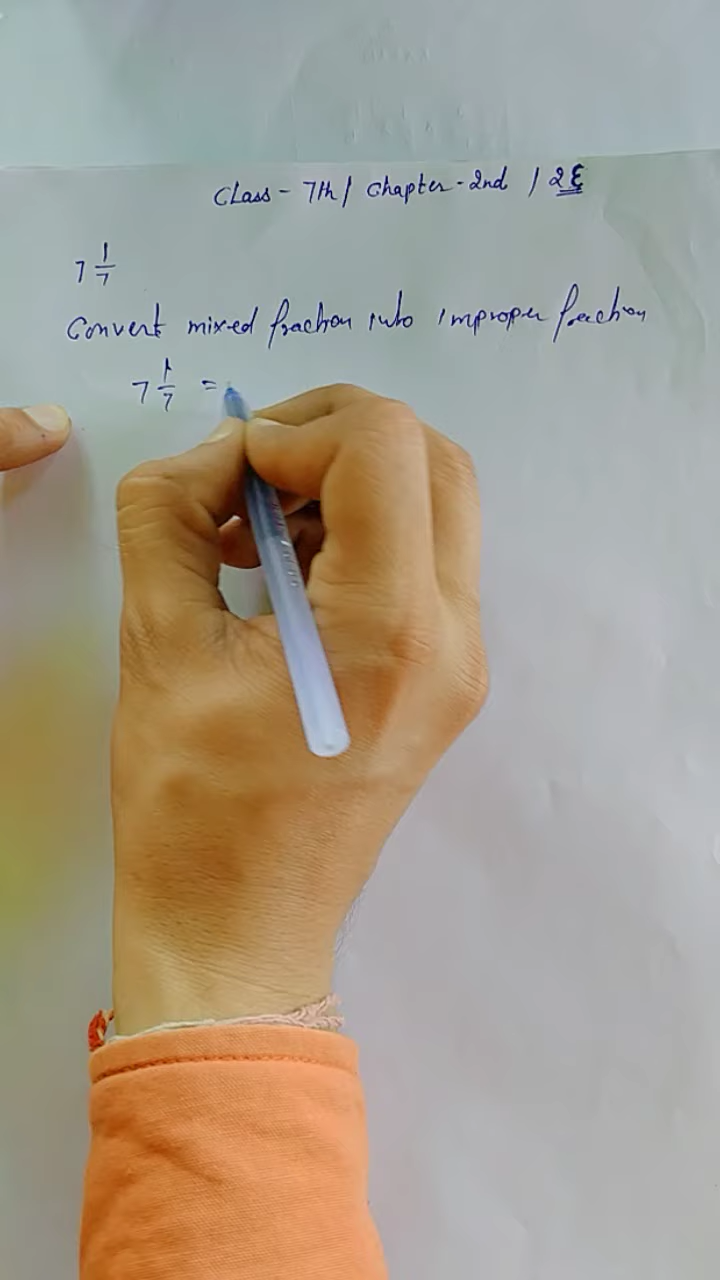 Class - 7th / Chapter - 2nd / 2E
7 1/7
Convert mixed fraction into improper fraction
7 1/7 =